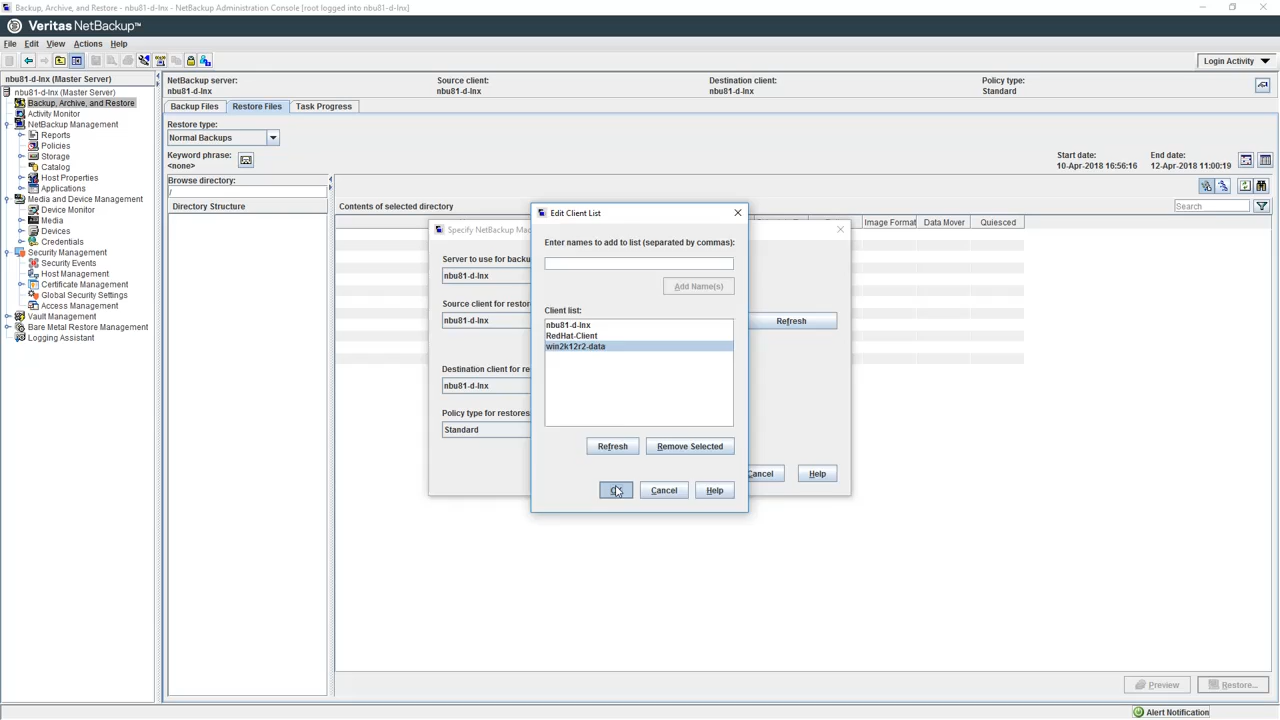 Backup, Archive, and Restore - nbu81-d-lnx - NetBackup Administration Console [root logged into nbu81-d-lnx]
Veritas NetBackup™
File Edit View Actions Help
Login Activity
nbu81-d-lnx (Master Server)
nbu81-d-lnx (Master Server)
Backup, Archive, and Restore
Activity Monitor
NetBackup Management
Reports
Policies
Storage
Catalog
Host Properties
Applications
Media and Device Management
Device Monitor
Media
Devices
Credentials
Security Management
Security Events
Host Management
Certificate Management
Global Security Settings
Access Management
Vault Management
Bare Metal Restore Management
Logging Assistant
NetBackup server: Source client: Destination client: Policy type:
nbu81-d-lnx nbu81-d-lnx nbu81-d-lnx Standard
Backup Files Restore Files Task Progress
Restore type:
Normal Backups
Keyword phrase:
<none>
Start date: End date:
10-Apr-2018 16:56:16 12-Apr-2018 11:00:19
Browse directory:
/
Directory Structure
Contents of selected directory
Search
Image Format Data Mover Quiesced
Specify NetBackup Mac
Server to use for backu
nbu81-d-lnx
Source client for restor
nbu81-d-lnx
Refresh
Destination client for re
nbu81-d-lnx
Policy type for restores
Standard
Cancel Help
Edit Client List
Enter names to add to list (separated by commas):
Add Name(s)
Client list:
nbu81-d-lnx
RedHat-Client
win2k12r2-data
Refresh Remove Selected
Cancel Help
Preview Restore...
Alert Notification